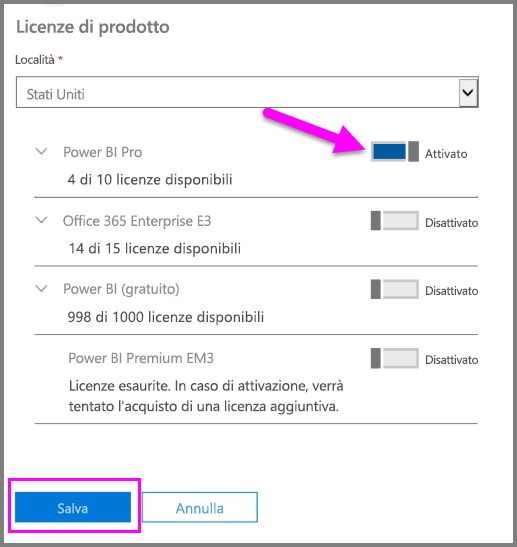 Licenze di prodotto
Località *
Stati Uniti
Power BI Pro
Attivato
4 di 10 licenze disponibili
Office 365 Enterprise E3
Disattivato
14 di 15 licenze disponibili
Power BI (gratuito)
Disattivato
998 di 1000 licenze disponibili
Power BI Premium EM3
Disattivato
Licenze esaurite. In caso di attivazione, verrà
tentato l'acquisto di una licenza aggiuntiva.
Salva
Annulla